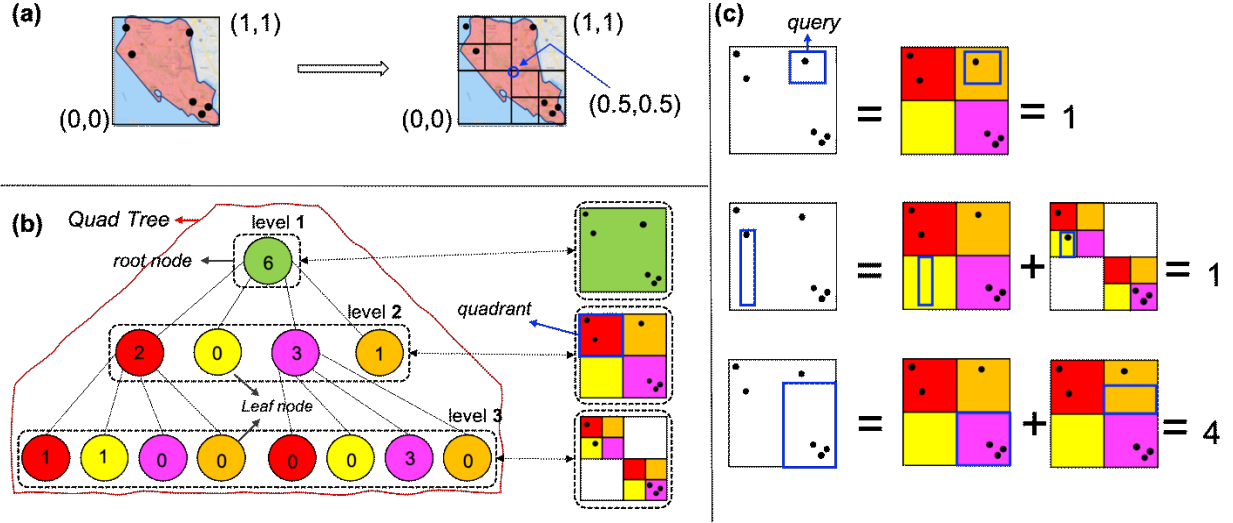 (a)
(1,1)
(0,0)
(1,1)
(0,0)
(0.5,0.5)
(b)
Quad Tree
level 1
root node
6
level 2
2
0
3
1
Leaf node
level 3
1
1
0
0
0
0
3
0
quadrant
(c)
query
=
= 1
=
+
= 1
=
+
= 4